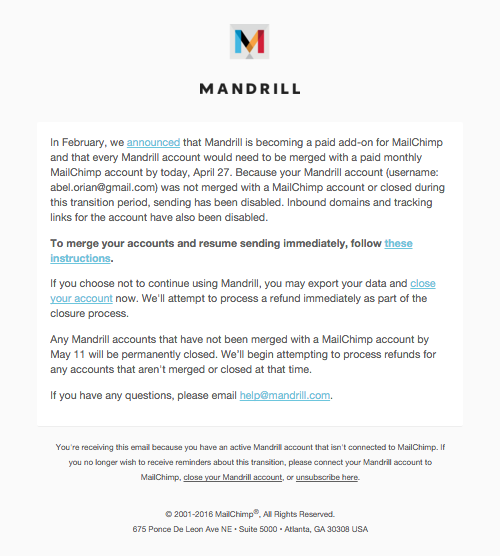 MANDRILL
In February, we announced that Mandrill is becoming a paid add-on for MailChimp
and that every Mandrill account would need to be merged with a paid monthly
MailChimp account by today, April 27. Because your Mandrill account (username:
abel.orian@gmail.com) was not merged with a MailChimp account or closed during
this transition period, sending has been disabled. Inbound domains and tracking
links for the account have also been disabled.
To merge your accounts and resume sending immediately, follow these
instructions.
If you choose not to continue using Mandrill, you may export your data and close
your account now. We'll attempt to process a refund immediately as part of the
closure process.
Any Mandrill accounts that have not been merged with a MailChimp account by
May 11 will be permanently closed. We'll begin attempting to process refunds for
any accounts that aren't merged or closed at that time.
If you have any questions, please email help@mandrill.com.
You're receiving this email because you have an active Mandrill account that isn't connected to MailChimp. If
you no longer wish to receive reminders about this transition, please connect your Mandrill account to
MailChimp, close your Mandrill account, or unsubscribe here.
© 2001-2016 MailChimp®, All Rights Reserved.
675 Ponce De Leon Ave NE • Suite 5000 • Atlanta, GA 30308 USA